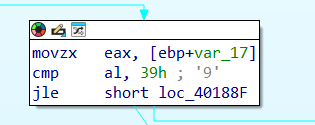 movzx eax, [ebp+var_17]
cmp al, 39h ; '9'
jle short loc_40188F